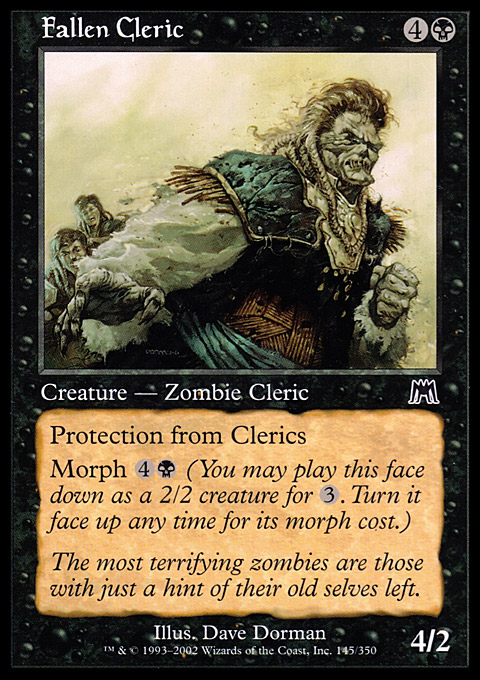 Fallen Cleric 4
Creature — Zombie Cleric
Protection from Clerics
Morph 4 (You may play this face
down as a 2/2 creature for 3. Turn it
face up any time for its morph cost.)
The most terrifying zombies are those
with just a hint of their old selves left.
Illus. Dave Dorman
™ & © 1993–2002 Wizards of the Coast, Inc. 145/350
4/2